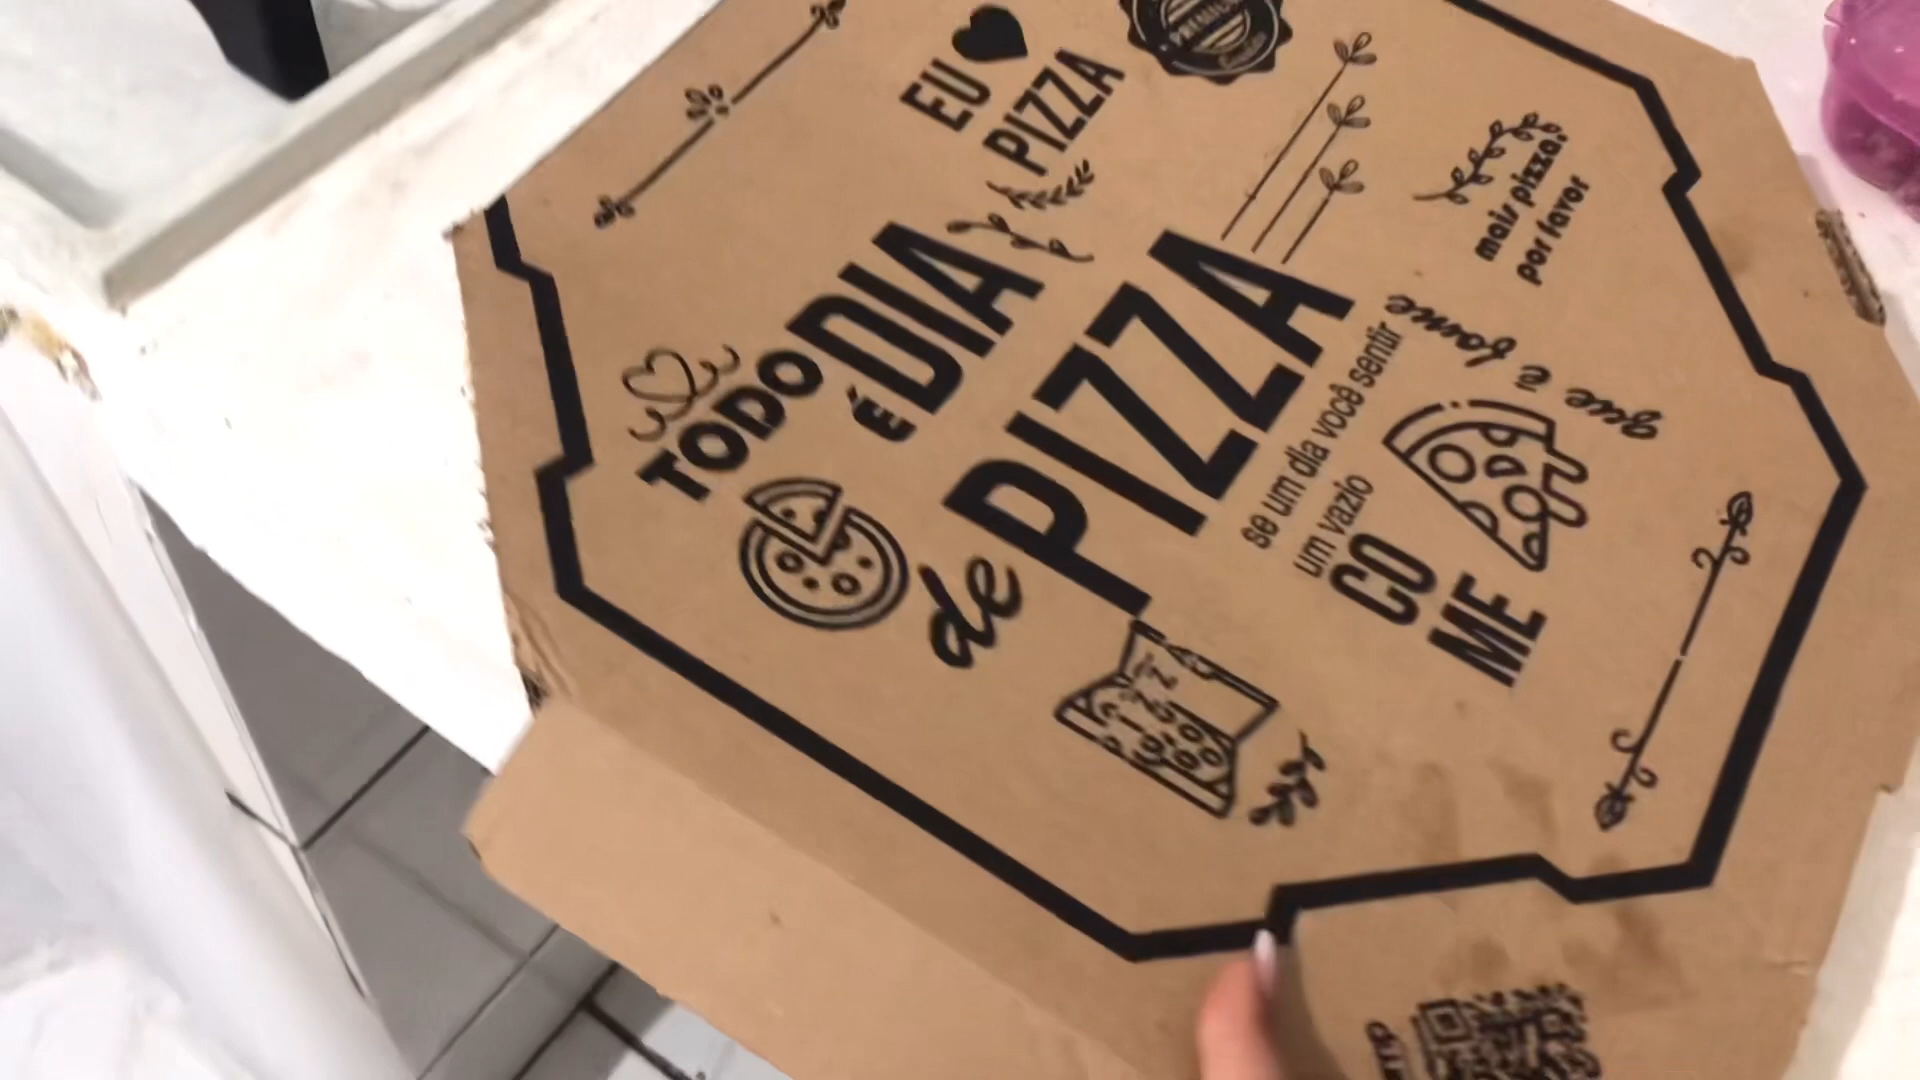 EU
PIZZA
PREMIUM
mais pizza,
por favor
TODO
É DIA
de PIZZA
se um dia você sentir
um vazio
CO
ME
que é fome